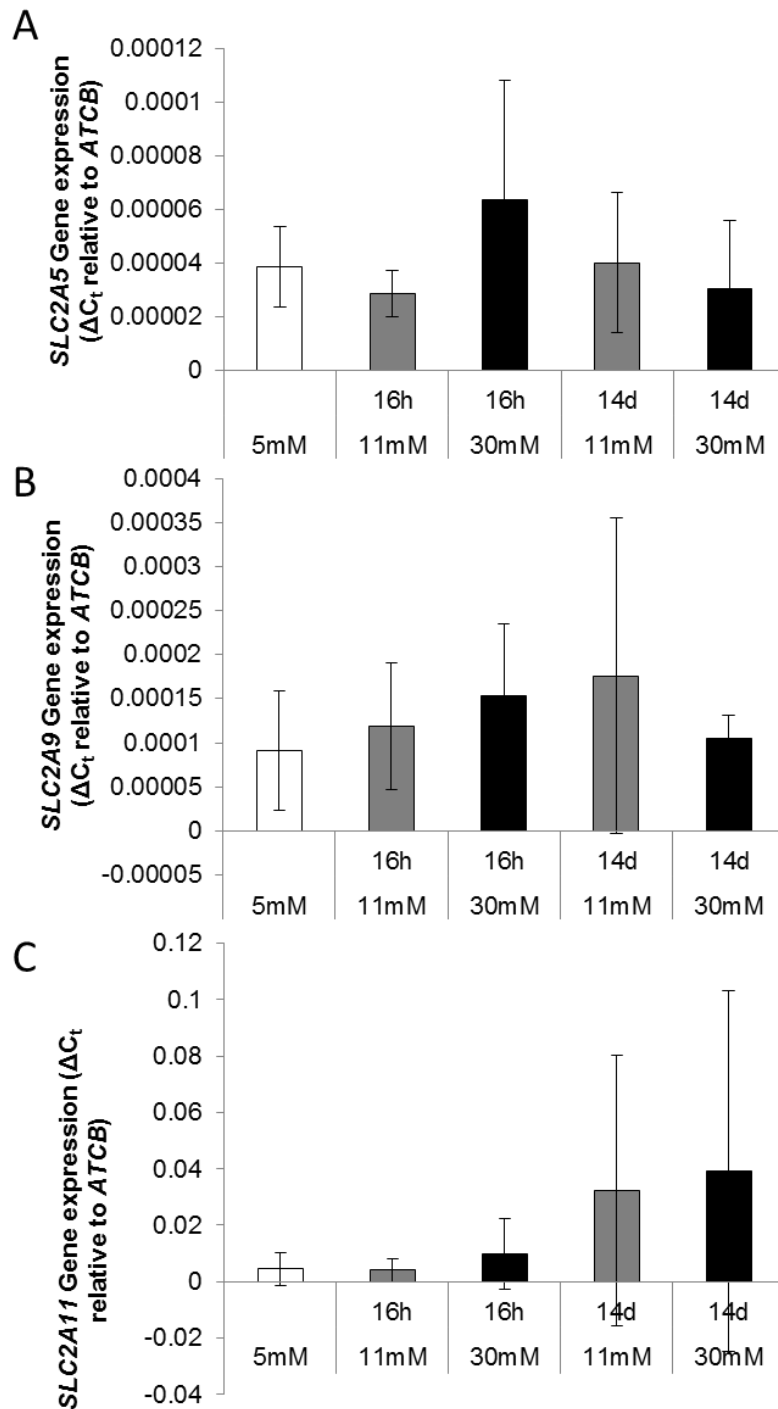 A
SLC2A5 Gene expression
(ΔCt relative to ATCB)
0.00012
0.0001
0.00008
0.00006
0.00004
0.00002
0
16h 16h 14d 14d
5mM 11mM 30mM 11mM 30mM
B
SLC2A9 Gene expression
(ΔCt relative to ATCB)
0.0004
0.00035
0.0003
0.00025
0.0002
0.00015
0.0001
0.00005
0
-0.00005
16h 16h 14d 14d
5mM 11mM 30mM 11mM 30mM
C
SLC2A11 Gene expression (ΔCt
relative to ATCB)
0.12
0.1
0.08
0.06
0.04
0.02
0
-0.02
-0.04
16h 16h 14d 14d
5mM 11mM 30mM 11mM 30mM